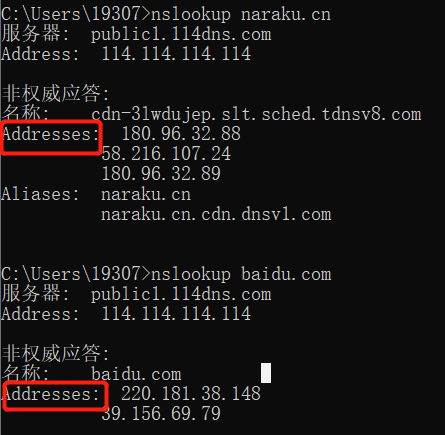 C:\Users\19307>nslookup naraku.cn
服务器:  public1.114dns.com
Address:  114.114.114.114
非权威应答:
名称:    cdn-3lwdujep.slt.sched.tdnsv8.com
Addresses:  180.96.32.88
58.216.107.24
180.96.32.89
Aliases:  naraku.cn
naraku.cn.cdn.dnsv1.com
C:\Users\19307>nslookup baidu.com
服务器:  public1.114dns.com
Address:  114.114.114.114
非权威应答:
名称:    baidu.com
Addresses:  220.181.38.148
39.156.69.79